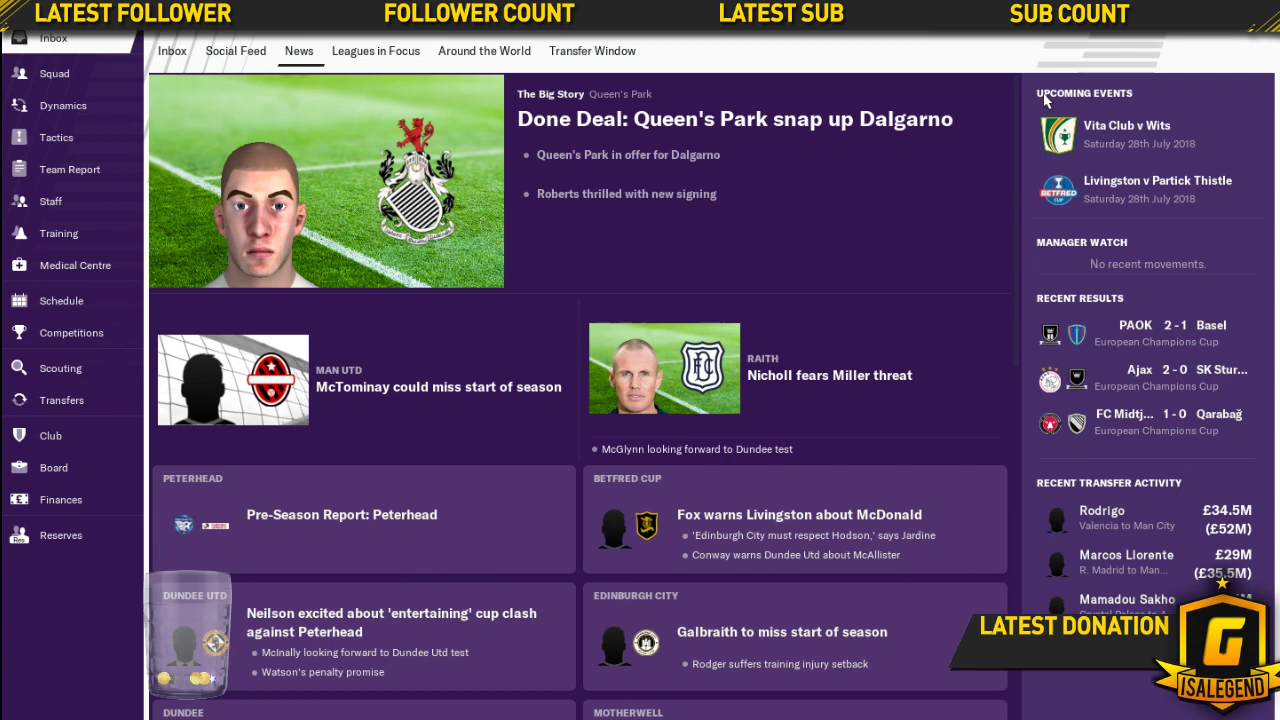 LATEST FOLLOWER
FOLLOWER COUNT
LATEST SUB
SUB COUNT
Inbox
Squad
Dynamics
Tactics
Team Report
Staff
Training
Medical Centre
Schedule
Competitions
Scouting
Transfers
Club
Board
Finances
Reserves
Inbox
Social Feed
News
Leagues in Focus
Around the World
Transfer Window
The Big Story Queen's Park
Done Deal: Queen's Park snap up Dalgarno
Queen's Park in offer for Dalgarno
Roberts thrilled with new signing
MAN UTD
McTominay could miss start of season
RAITH
Nicholl fears Miller threat
McGlynn looking forward to Dundee test
PETERHEAD
Pre-Season Report: Peterhead
BETFRED CUP
Fox warns Livingston about McDonald
'Edinburgh City must respect Hodson,' says Jardine
Conway warns Dundee Utd about McAllister
DUNDEE UTD
Neilson excited about 'entertaining' cup clash
against Peterhead
McInally looking forward to Dundee Utd test
Watson's penalty promise
EDINBURGH CITY
Galbraith to miss start of season
Rodger suffers training injury setback
DUNDEE
MOTHERWELL
UPCOMING EVENTS
Vita Club v Wits
Saturday 28th July 2018
BETFRED
CUP
Livingston v Partick Thistle
Saturday 28th July 2018
MANAGER WATCH
No recent movements.
RECENT RESULTS
PAOK 2 - 1 Basel
European Champions Cup
Ajax 2 - 0 SK Stur...
European Champions Cup
FC Midtj... 1 - 0 Qarabağ
European Champions Cup
RECENT TRANSFER ACTIVITY
Rodrigo £34.5M
Valencia to Man City (£52M)
Marcos Llorente £29M
R. Madrid to Man... (£35.5M)
Mamadou Sakho
LATEST DONATION
G
ISALEGEND